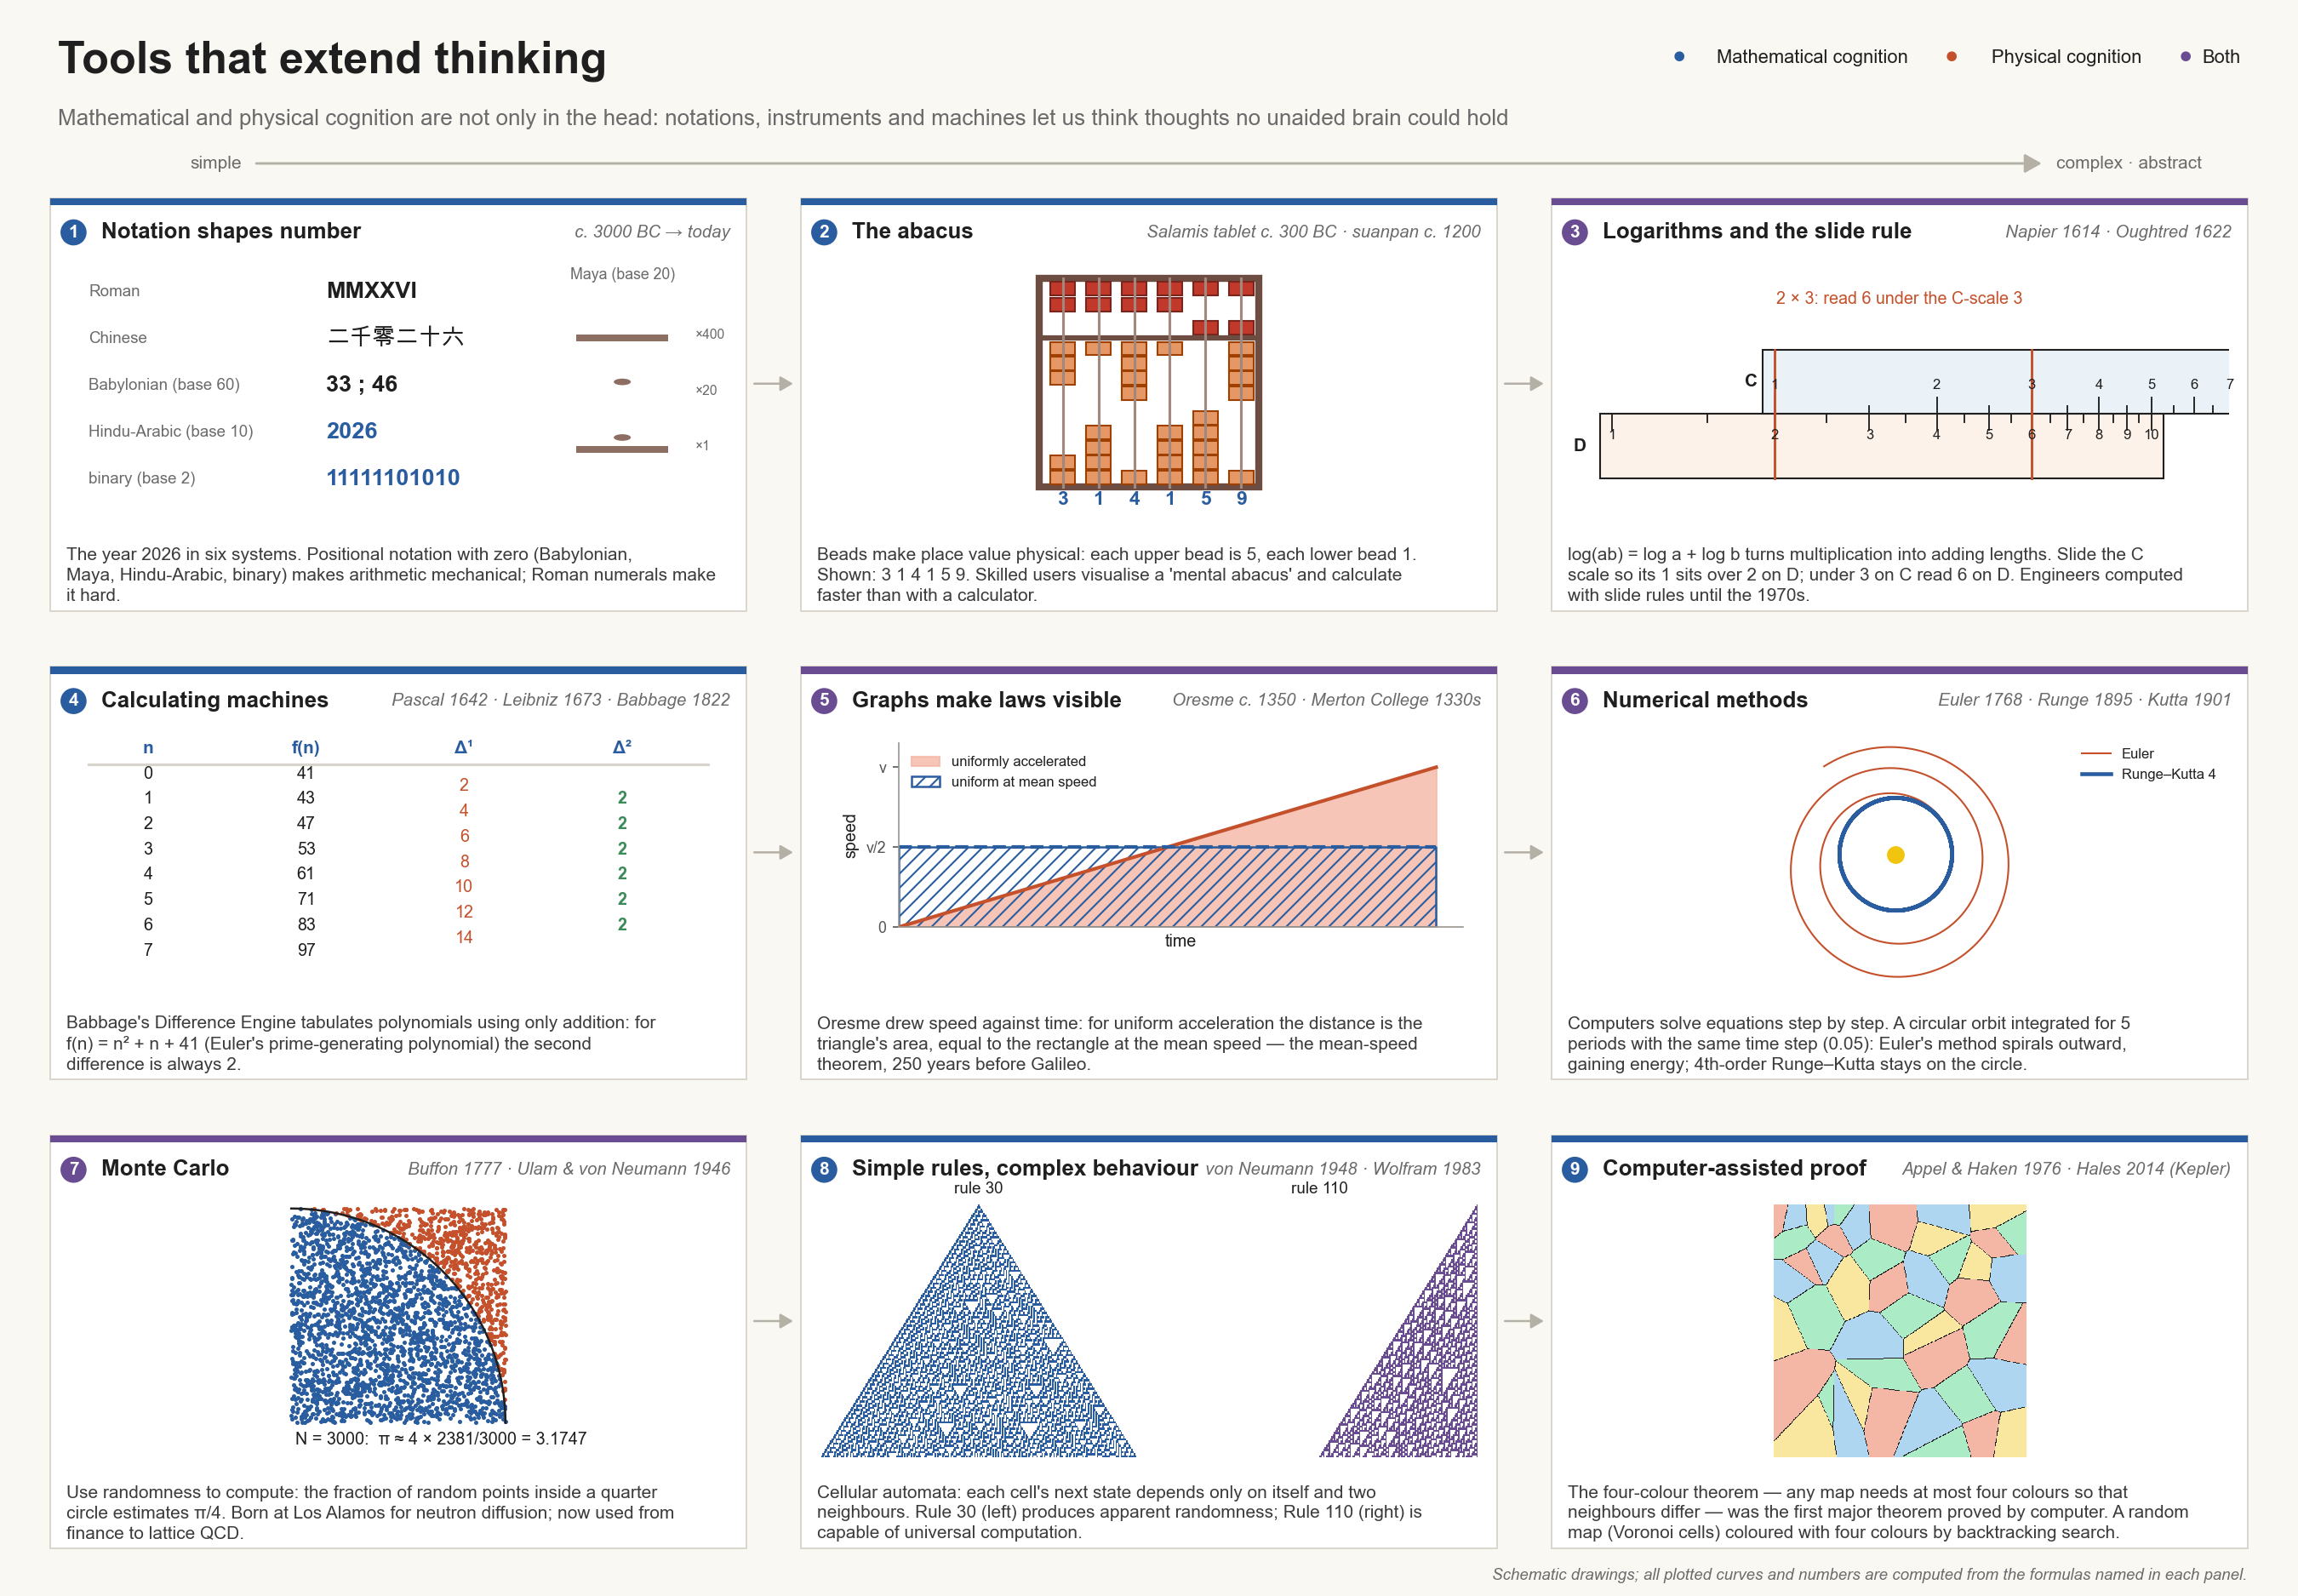 Tools that extend thinking
Mathematical cognition
Physical cognition
Both
Mathematical and physical cognition are not only in the head: notations, instruments and machines let us think thoughts no unaided brain could hold
simple
complex · abstract
1 Notation shapes number
c. 3000 BC → today
Maya (base 20)
Roman MMXXVI
Chinese 二千零二十六
×400
Babylonian (base 60) 33 ; 46
×20
Hindu-Arabic (base 10) 2026
×1
binary (base 2) 11111101010
The year 2026 in six systems. Positional notation with zero (Babylonian,
Maya, Hindu-Arabic, binary) makes arithmetic mechanical; Roman numerals make
it hard.
2 The abacus
Salamis tablet c. 300 BC · suanpan c. 1200
3 1 4 1 5 9
Beads make place value physical: each upper bead is 5, each lower bead 1.
Shown: 3 1 4 1 5 9. Skilled users visualise a 'mental abacus' and calculate
faster than with a calculator.
3 Logarithms and the slide rule
Napier 1614 · Oughtred 1622
2 × 3: read 6 under the C-scale 3
C 1 2 3 4 5 6 7
D 1 2 3 4 5 6 7 8 9 10
log(ab) = log a + log b turns multiplication into adding lengths. Slide the C
scale so its 1 sits over 2 on D; under 3 on C read 6 on D. Engineers computed
with slide rules until the 1970s.
4 Calculating machines
Pascal 1642 · Leibniz 1673 · Babbage 1822
n f(n) Δ¹ Δ²
0 41
2
1 43 2
4
2 47 2
6
3 53 2
8
4 61 2
10
5 71 2
12
6 83 2
14
7 97
Babbage's Difference Engine tabulates polynomials using only addition: for
f(n) = n² + n + 41 (Euler's prime-generating polynomial) the second
difference is always 2.
5 Graphs make laws visible
Oresme c. 1350 · Merton College 1330s
uniformly accelerated
uniform at mean speed
v
v/2
0
speed
time
Oresme drew speed against time: for uniform acceleration the distance is the
triangle's area, equal to the rectangle at the mean speed — the mean-speed
theorem, 250 years before Galileo.
6 Numerical methods
Euler 1768 · Runge 1895 · Kutta 1901
Euler
Runge–Kutta 4
Computers solve equations step by step. A circular orbit integrated for 5
periods with the same time step (0.05): Euler's method spirals outward,
gaining energy; 4th-order Runge–Kutta stays on the circle.
7 Monte Carlo
Buffon 1777 · Ulam & von Neumann 1946
N = 3000: π ≈ 4 × 2381/3000 = 3.1747
Use randomness to compute: the fraction of random points inside a quarter
circle estimates π/4. Born at Los Alamos for neutron diffusion; now used from
finance to lattice QCD.
8 Simple rules, complex behaviour
von Neumann 1948 · Wolfram 1983
rule 30
rule 110
Cellular automata: each cell's next state depends only on itself and two
neighbours. Rule 30 (left) produces apparent randomness; Rule 110 (right) is
capable of universal computation.
9 Computer-assisted proof
Appel & Haken 1976 · Hales 2014 (Kepler)
The four-colour theorem — any map needs at most four colours so that
neighbours differ — was the first major theorem proved by computer. A random
map (Voronoi cells) coloured with four colours by backtracking search.
Schematic drawings; all plotted curves and numbers are computed from the formulas named in each panel.